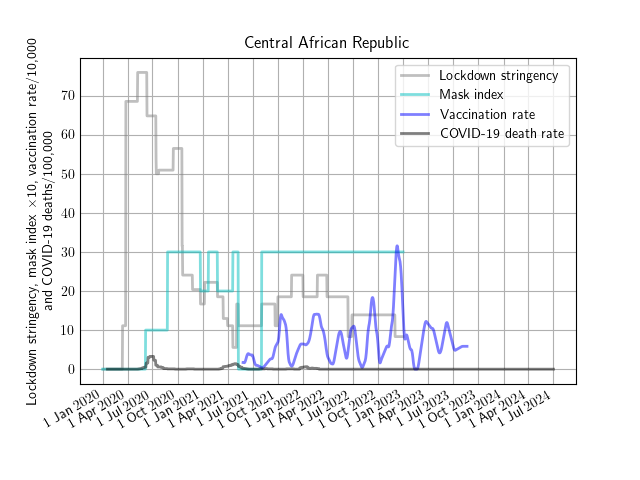 Central African Republic
Lockdown stringency, mask index ×10, vaccination rate/10,000
and COVID-19 deaths/100,000
70
60
50
40
30
20
10
0
Lockdown stringency
Mask index
Vaccination rate
COVID-19 death rate
1 Jan 2020
1 Apr 2020
1 Jul 2020
1 Oct 2020
1 Jan 2021
1 Apr 2021
1 Jul 2021
1 Oct 2021
1 Jan 2022
1 Apr 2022
1 Jul 2022
1 Oct 2022
1 Jan 2023
1 Apr 2023
1 Jul 2023
1 Oct 2023
1 Jan 2024
1 Apr 2024
1 Jul 2024